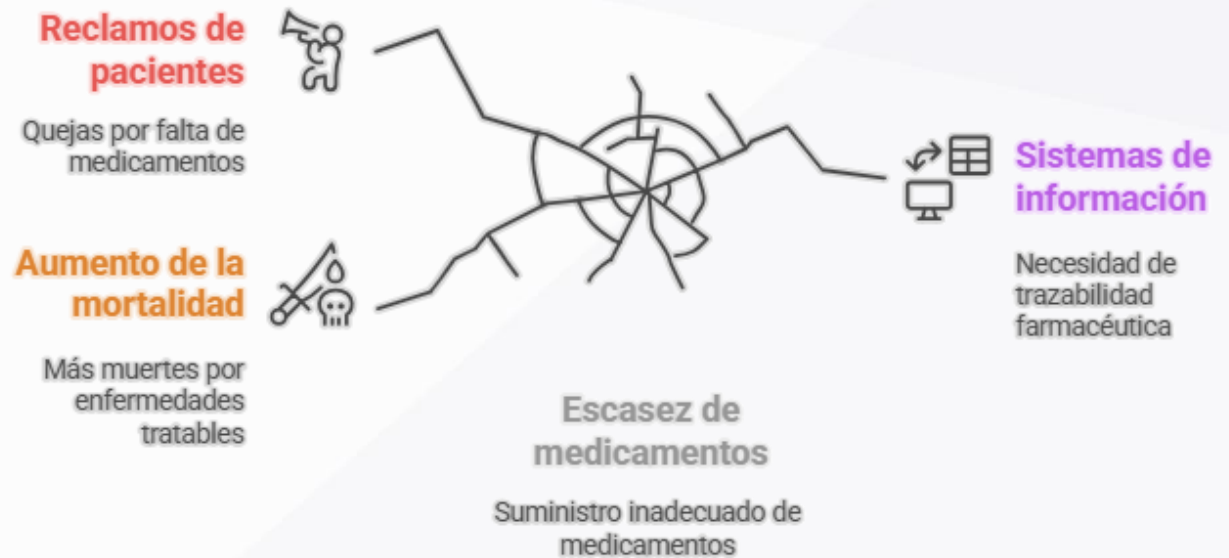 Reclamos de
pacientes
Quejas por falta de
medicamentos
Aumento de la
mortalidad
Más muertes por
enfermedades
tratables
Sistemas de
información
Necesidad de
trazabilidad
farmacéutica
Escasez de
medicamentos
Suministro inadecuado de
medicamentos